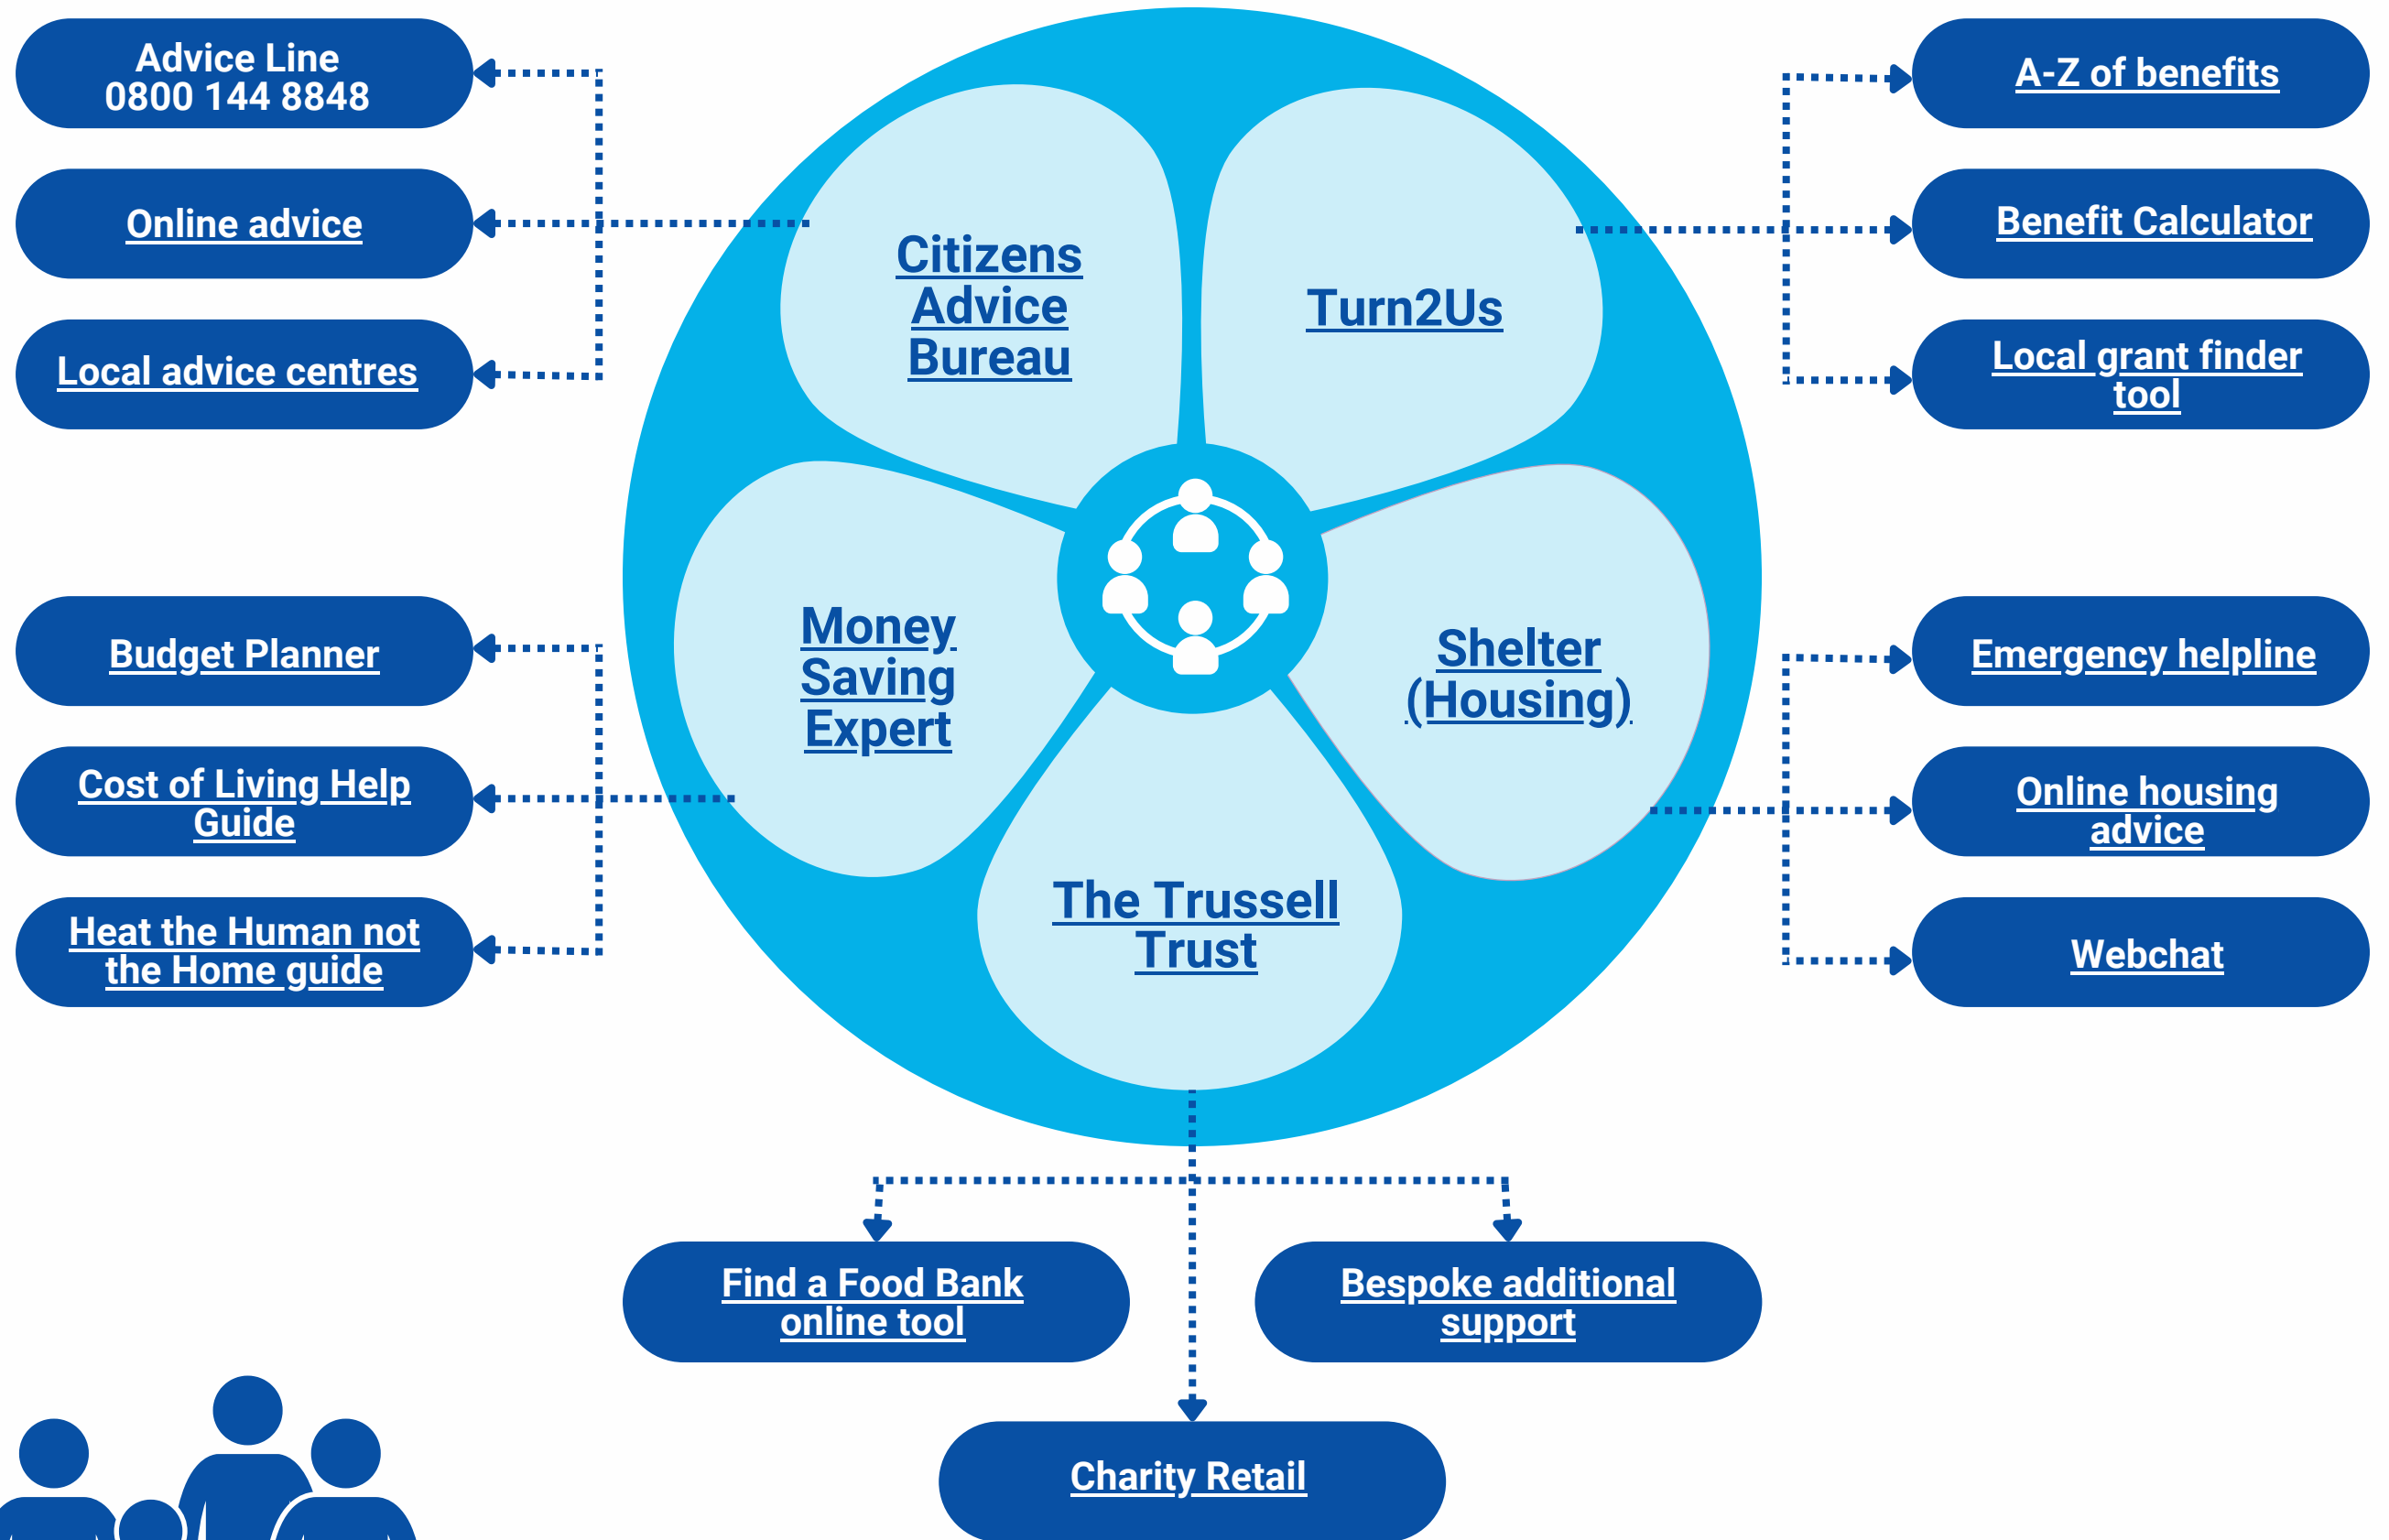 Advice Line
0800 144 8848
Online advice
Local advice centres
Citizens
Advice
Bureau
Turn2Us
A-Z of benefits
Benefit Calculator
Local grant finder
tool
Budget Planner
Cost of Living Help
Guide
Heat the Human not
the Home guide
Money
Saving
Expert
Shelter
(Housing)
Emergency helpline
Online housing
advice
Webchat
The Trussell
Trust
Find a Food Bank
online tool
Bespoke additional
support
Charity Retail